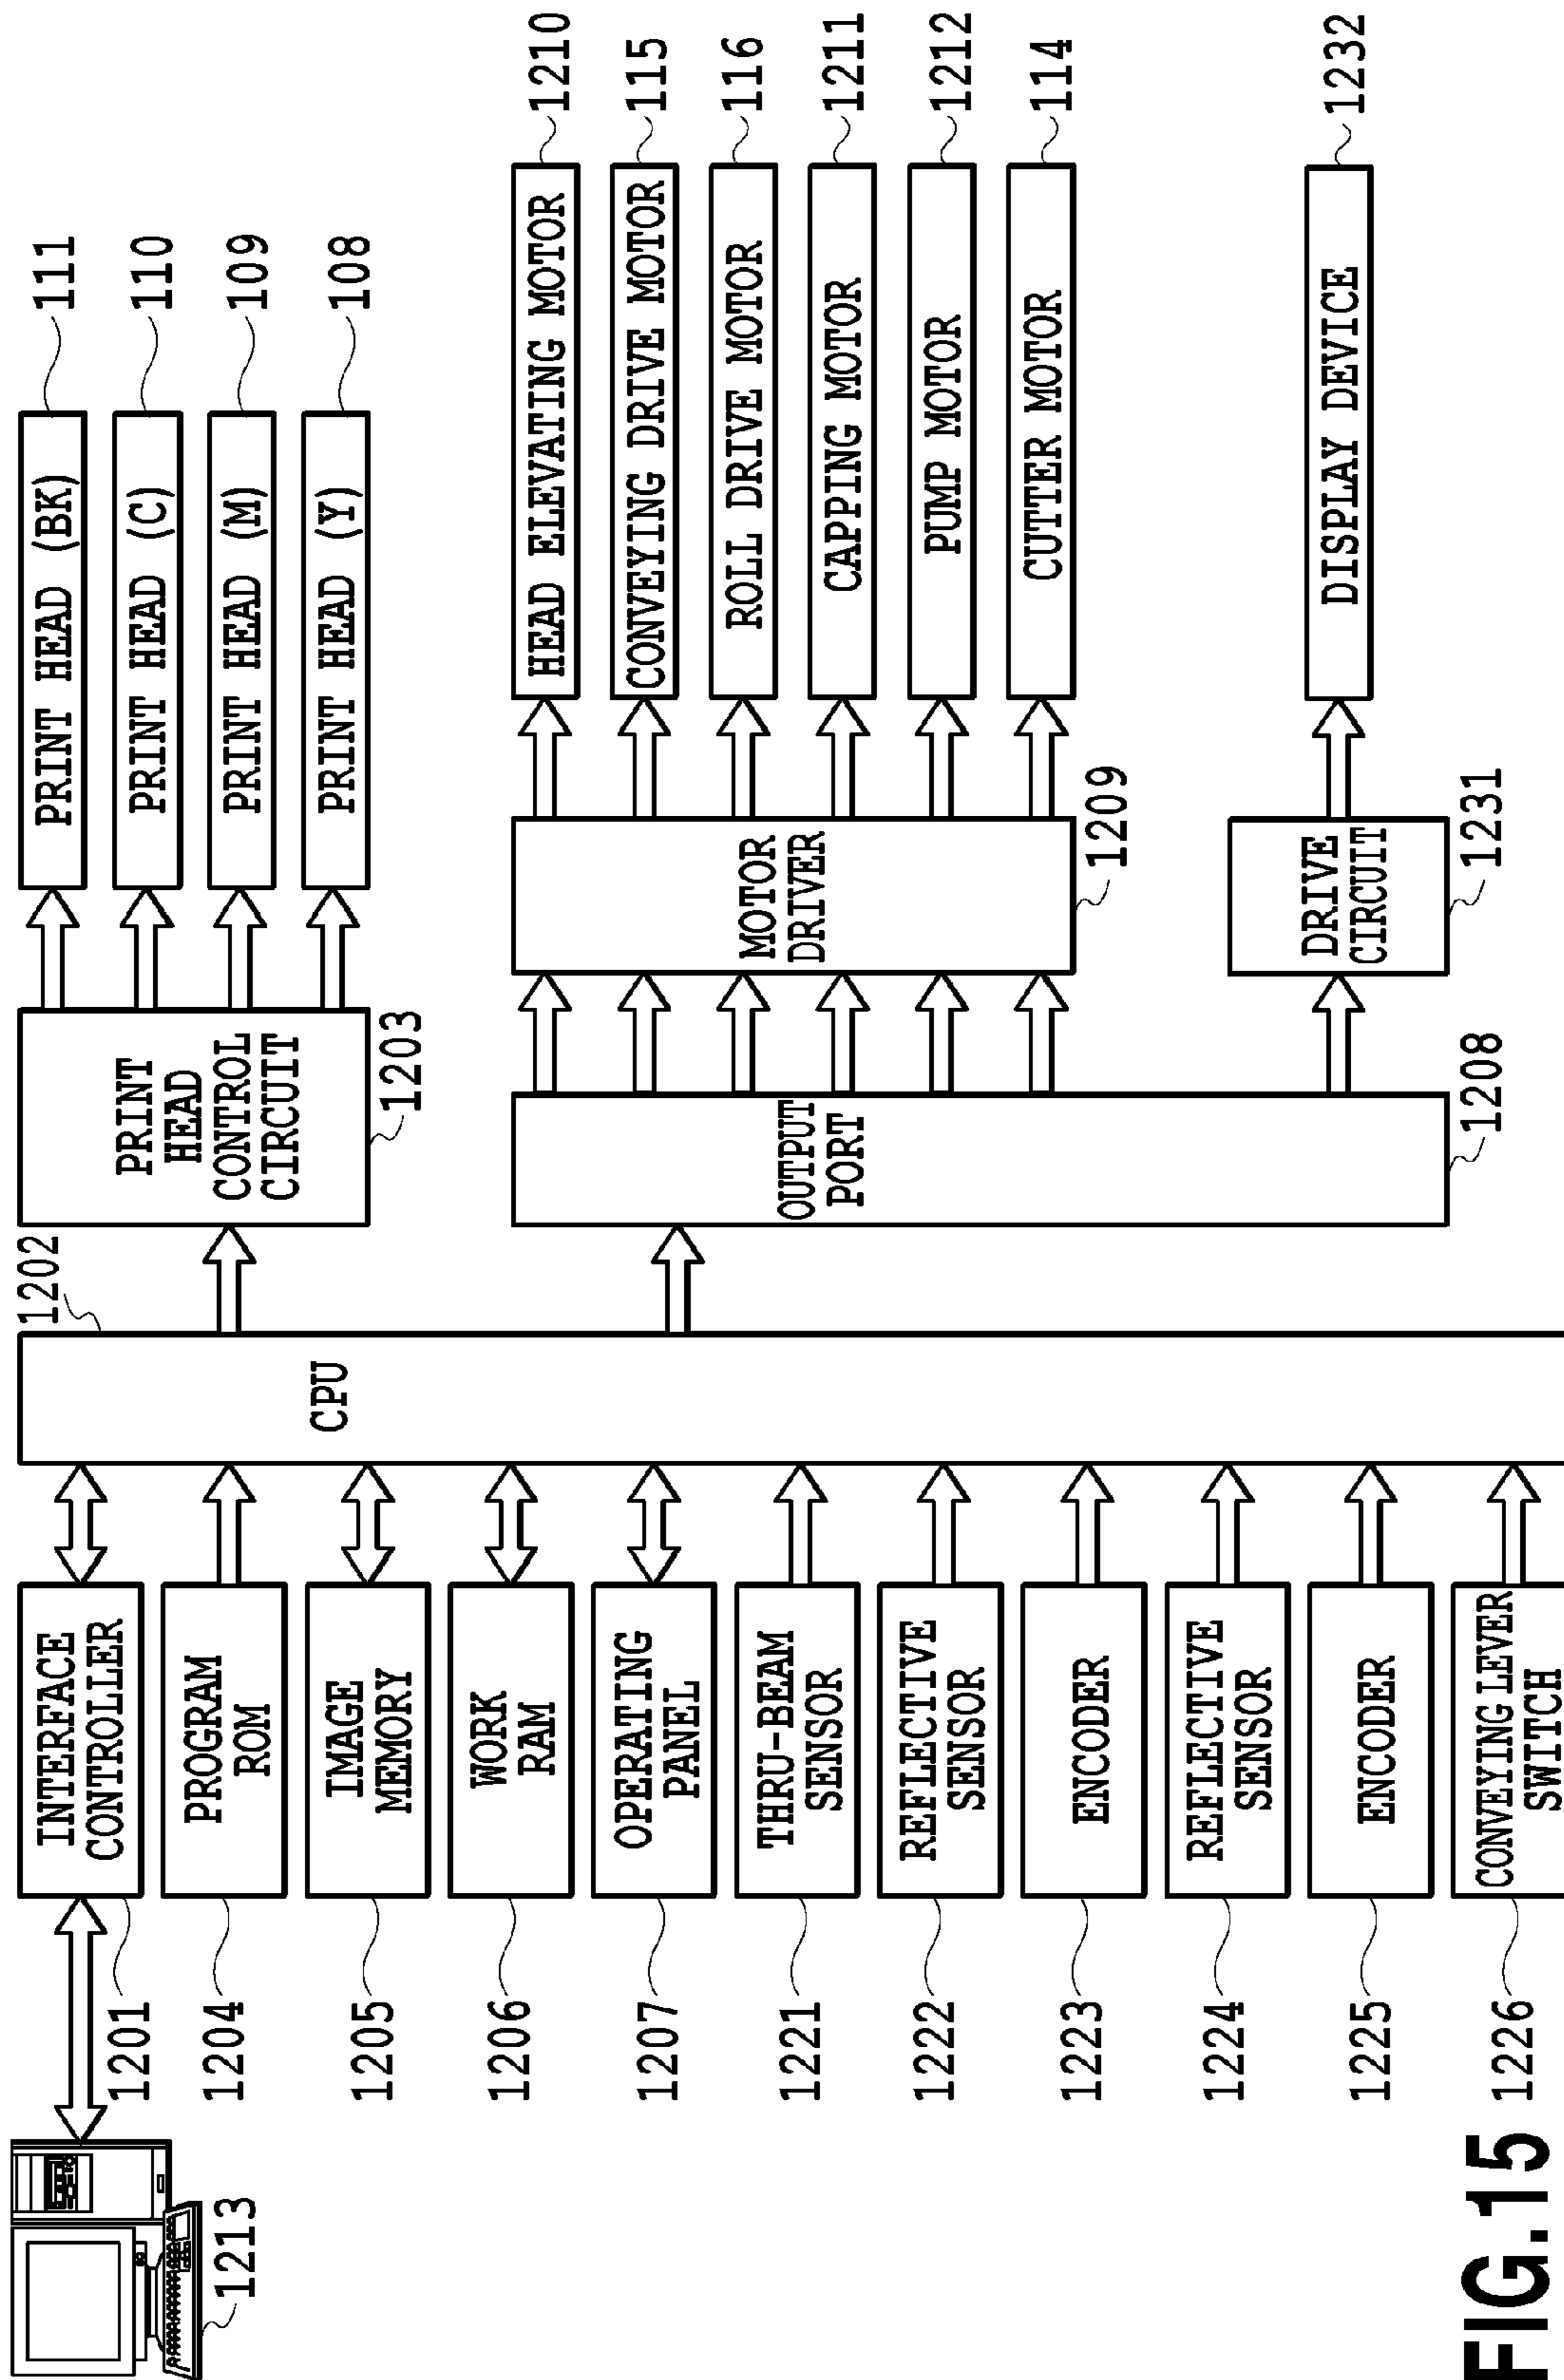 1213
INTERFACE
CONTROLLER
1201
PROGRAM
ROM
1204
IMAGE
MEMORY
1205
WORK
RAM
1206
OPERATING
PANEL
1207
THRU-BEAM
SENSOR
1221
REFLECTIVE
SENSOR
1222
ENCODER
1223
REFLECTIVE
SENSOR
1224
ENCODER
1225
CONVEYING LEVER
SWITCH
1226
CPU
1202
PRINT
HEAD
CONTROL
CIRCUIT
1203
PRINT HEAD (BK)
111
PRINT HEAD (C)
110
PRINT HEAD (M)
109
PRINT HEAD (Y)
108
OUTPUT
PORT
1208
MOTOR
DRIVER
1209
HEAD ELEVATING MOTOR
1210
CONVEYING DRIVE MOTOR
115
ROLL DRIVE MOTOR
116
CAPPING MOTOR
1211
PUMP MOTOR
1212
CUTTER MOTOR
114
DRIVE
CIRCUIT
1231
DISPLAY DEVICE
1232
FIG.15